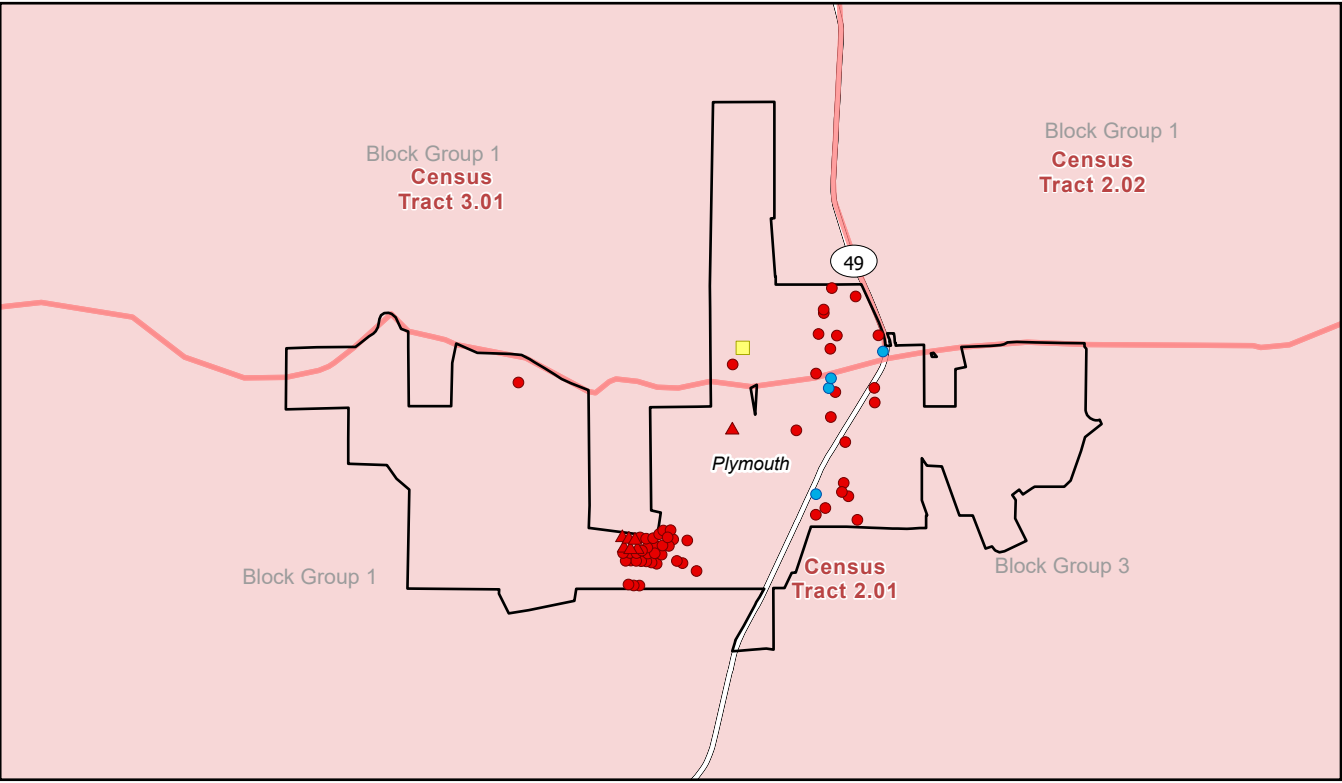 Block Group 1
Census
Tract 3.01
Block Group 1
Census
Tract 2.02
49
Plymouth
Census
Tract 2.01
Block Group 1
Block Group 3